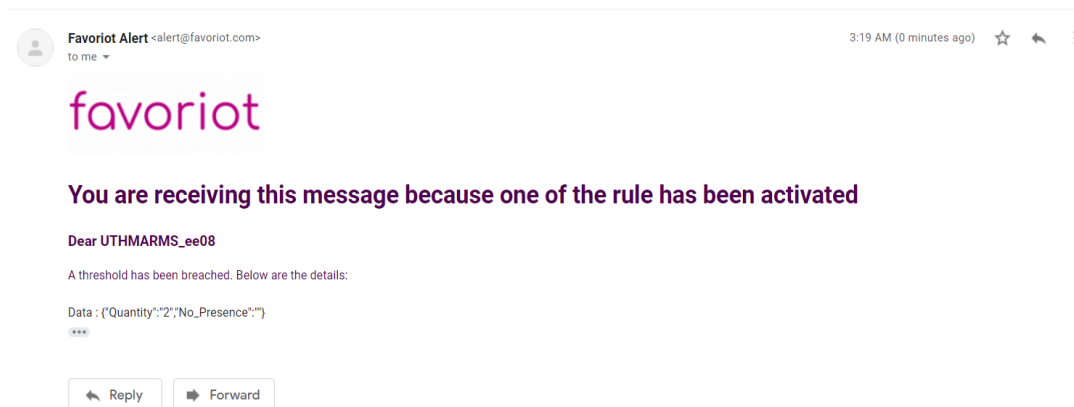 Favoriot Alert <alert@favoriot.com>
3:19 AM (0 minutes ago)
to me
favoriot
You are receiving this message because one of the rule has been activated
Dear UTHMARMS_ee08
A threshold has been breached. Below are the details:
Data : {"Quantity":"2","No_Presence":""}
Reply
Forward